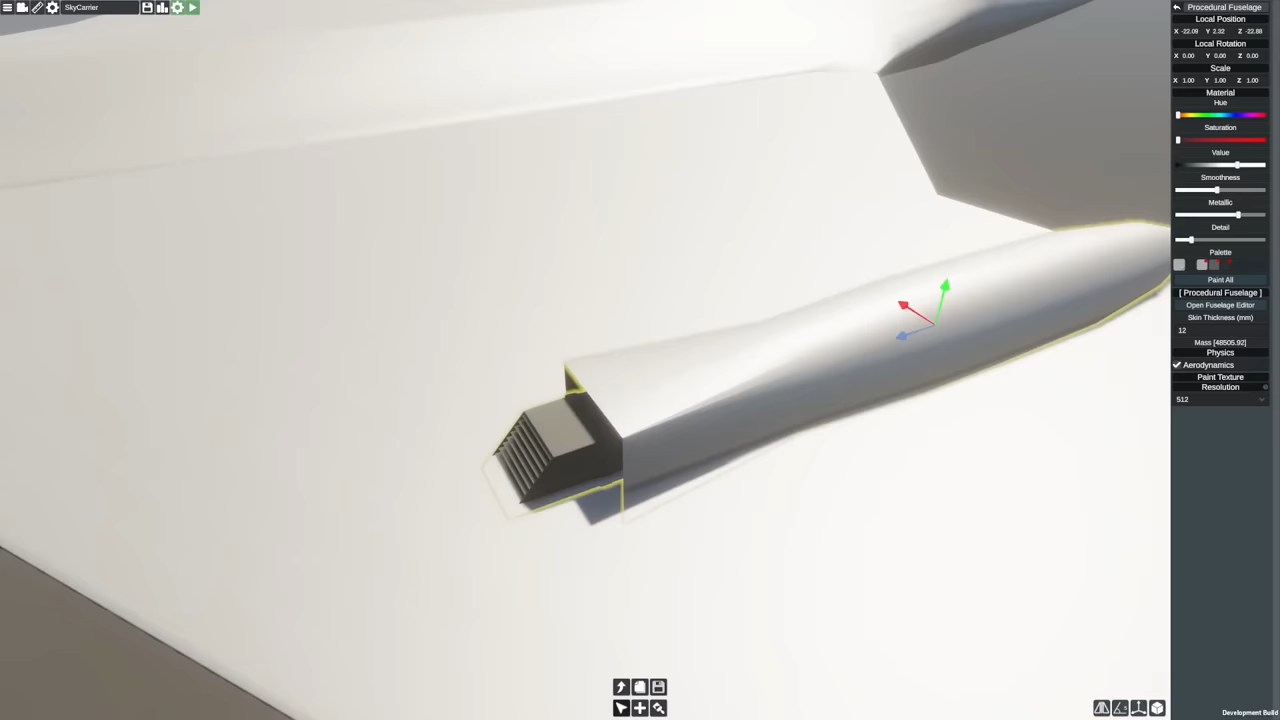 SkyCarrier
Procedural Fuselage
Local Position
X -22.09 Y 2.32 Z -22.88
Local Rotation
X 0.00 Y 0.00 Z 0.00
Scale
X 1.00 Y 1.00 Z 1.00
Material
Hue
Saturation
Value
Smoothness
Metallic
Detail
Palette
Paint All
[ Procedural Fuselage ]
Open Fuselage Editor
Skin Thickness (mm)
12
Mass [48505.92]
Physics
Aerodynamics
Paint Texture
Resolution
512
Development Build